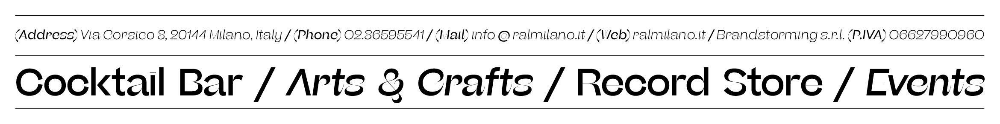 (Address) Via Corsico 3, 20144 Milano, Italy / (Phone) 02.36595541 / (Mail) info @ ralmilano.it / (Web) ralmilano.it / Brandstorming s.r.l. (P.IVA) 06627990960
Cocktail Bar / Arts & Crafts / Record Store / Events